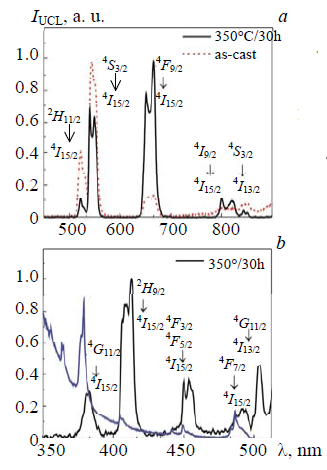 I_UCL, a. u.
a
350°C/30h
as-cast
1.0
0.8
0.6
0.4
0.2
0
⁴S₃/₂
↓
⁴I₁₅/₂
⁴F₉/₂
↓
⁴I₁₅/₂
²H₁₁/₂
↓
⁴I₁₅/₂
⁴I₉/₂
↓
⁴I₁₅/₂
⁴S₃/₂
↓
⁴I₁₃/₂
500 600 700 800
b
350°/30h
1.0
0.8
0.6
0.4
0.2
0
²H₉/₂
↓
⁴I₁₅/₂
⁴G₁₁/₂
↓
⁴I₁₅/₂
⁴F₃/₂
⁴F₅/₂
↓
⁴I₁₅/₂
⁴G₁₁/₂
↓
⁴I₁₃/₂
⁴F₇/₂
↓
⁴I₁₅/₂
350 400 450 500 λ, nm